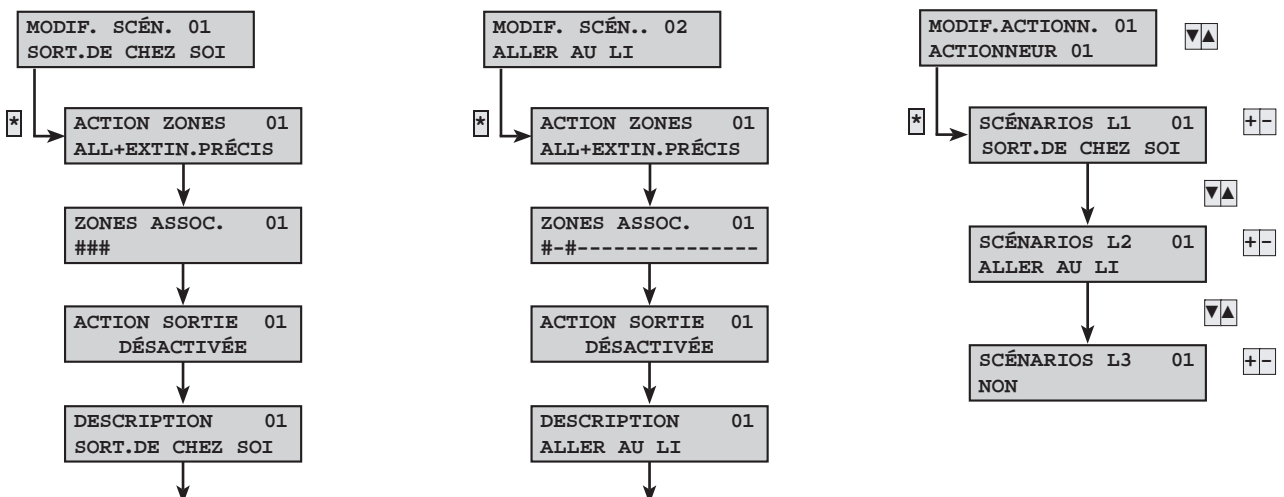 MODIF. SCÉN. 01
SORT.DE CHEZ SOI
*
ACTION ZONES 01
ALL+EXTIN.PRÉCIS
ZONES ASSOC. 01
###
ACTION SORTIE 01
DÉSACTIVÉE
DESCRIPTION 01
SORT.DE CHEZ SOI
MODIF. SCÉN.. 02
ALLER AU LI
*
ACTION ZONES 01
ALL+EXTIN.PRÉCIS
ZONES ASSOC. 01
#-#---------------
ACTION SORTIE 01
DÉSACTIVÉE
DESCRIPTION 01
ALLER AU LI
MODIF.ACTIONN. 01
ACTIONNEUR 01
▼▲
*
SCÉNARIOS L1 01
SORT.DE CHEZ SOI
+ -
▼▲
SCÉNARIOS L2 01
ALLER AU LI
+ -
▼▲
SCÉNARIOS L3 01
NON
+ -